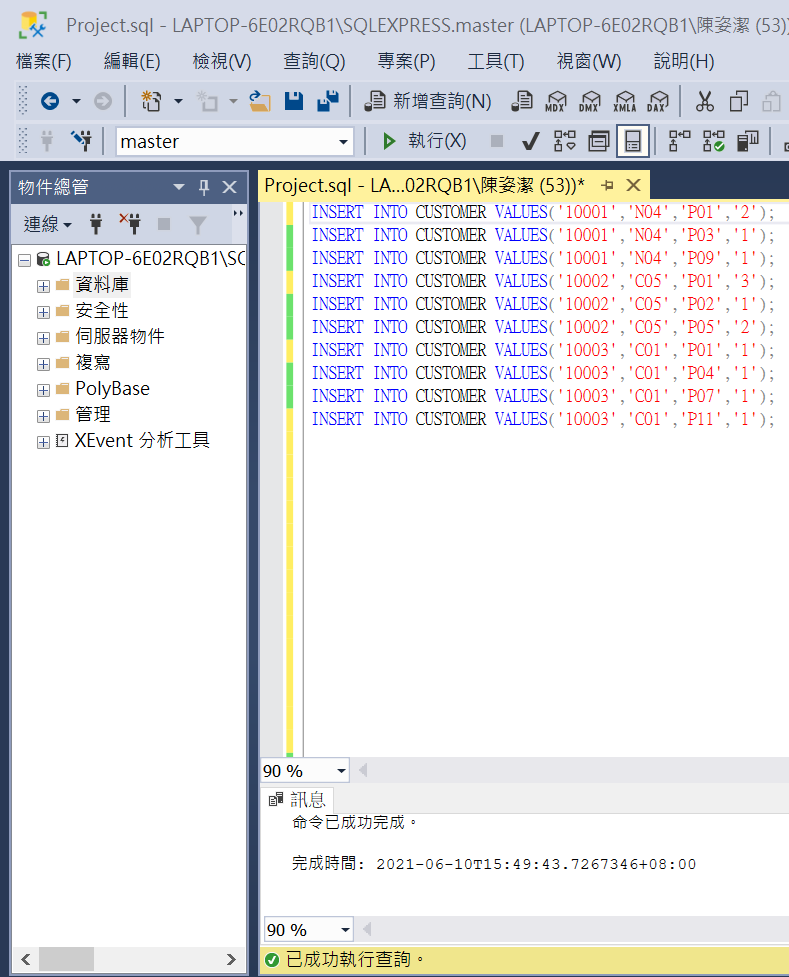 Project.sql - LAPTOP-6E02RQB1\SQLEXPRESS.master (LAPTOP-6E02RQB1\陳姿潔 (53))
檔案(F) 編輯(E) 檢視(V) 查詢(Q) 專案(P) 工具(T) 視窗(W) 說明(H)
新增查詢(N) MDX DMX XMLA DAX
master 執行(X)
物件總管
連線
LAPTOP-6E02RQB1\SC
資料庫
安全性
伺服器物件
複寫
PolyBase
管理
XEvent 分析工具
Project.sql - LA...02RQB1\陳姿潔 (53))*
INSERT INTO CUSTOMER VALUES('10001','N04','P01','2');
INSERT INTO CUSTOMER VALUES('10001','N04','P03','1');
INSERT INTO CUSTOMER VALUES('10001','N04','P09','1');
INSERT INTO CUSTOMER VALUES('10002','C05','P01','3');
INSERT INTO CUSTOMER VALUES('10002','C05','P02','1');
INSERT INTO CUSTOMER VALUES('10002','C05','P05','2');
INSERT INTO CUSTOMER VALUES('10003','C01','P01','1');
INSERT INTO CUSTOMER VALUES('10003','C01','P04','1');
INSERT INTO CUSTOMER VALUES('10003','C01','P07','1');
INSERT INTO CUSTOMER VALUES('10003','C01','P11','1');
90 %
訊息
命令已成功完成。
完成時間: 2021-06-10T15:49:43.7267346+08:00
90 %
已成功執行查詢。